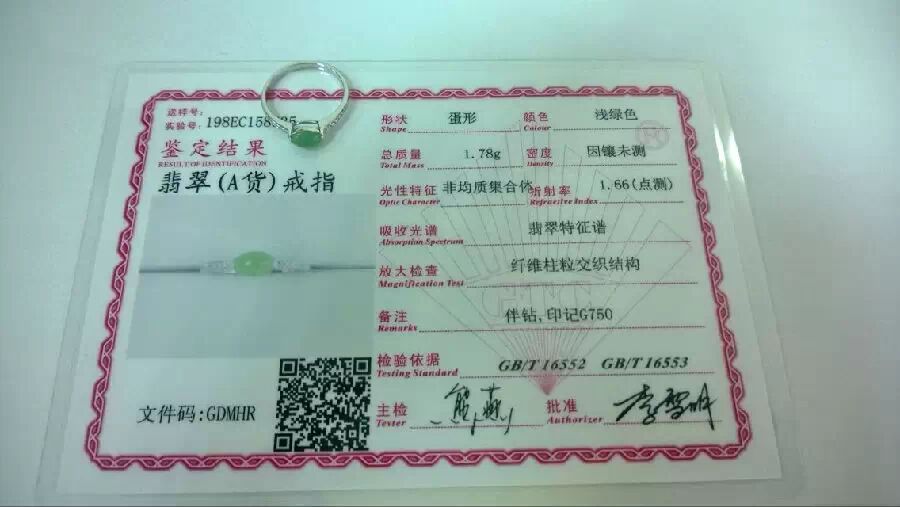 送样号:
实验号: 198EC158 25
鉴定结果
RESULT OF IDENTIFICATION
翡翠(A货)戒指
文件码:GDMHR
形状 蛋形 颜色 浅绿色
Shape Colour
总质量 1.78g 密度 因镶未测
Total Mass Density
光性特征 非均质集合体 折射率 1.66(点测)
Optic Character Refractive Index
吸收光谱 翡翠特征谱
Absorption Spectrum
放大检查 纤维柱粒交织结构
Magnification Test
备注 伴钻,印记G750
Remarks
检验依据 GB/T 16552 GB/T 16553
Testing Standard
主检 批准
Tester Authorizer